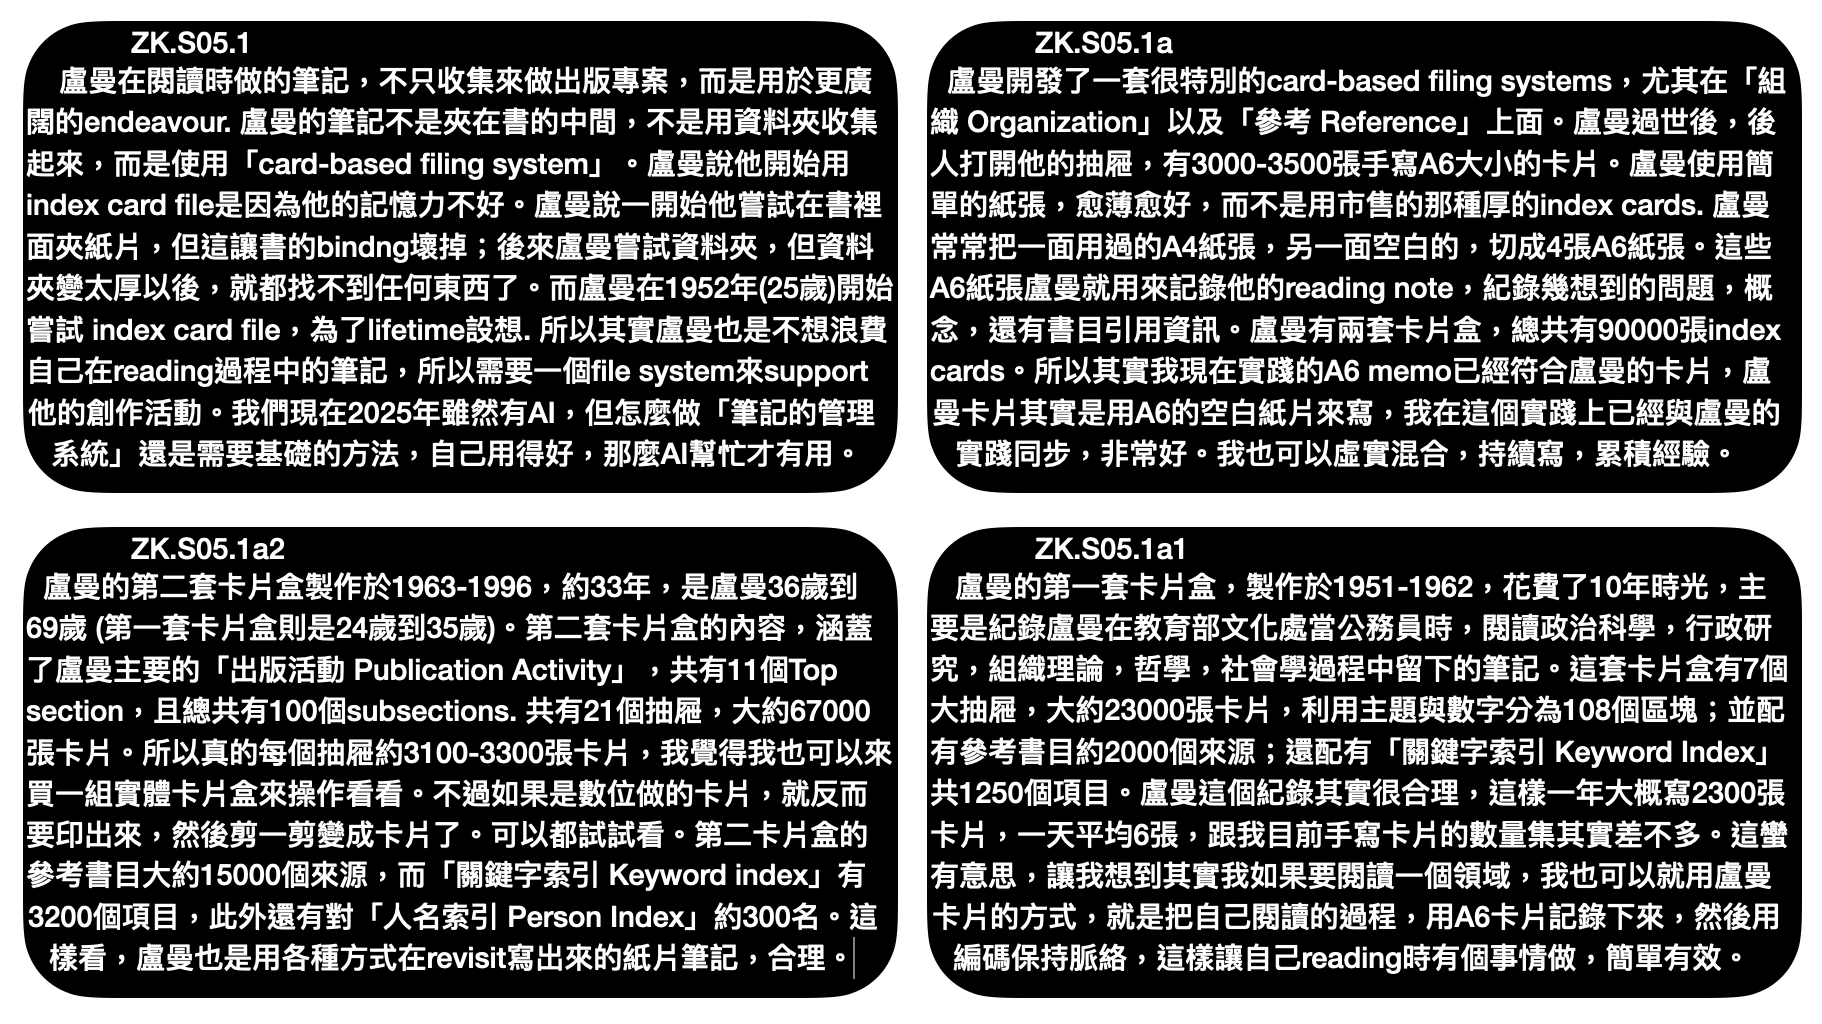 ZK.S05.1
盧曼在閱讀時做的筆記，不只收集來做出版專案，而是用於更廣
闊的endeavour. 盧曼的筆記不是夾在書的中間，不是用資料夾收集
起來，而是使用「card-based filing system」。盧曼說他開始用
index card file是因為他的記憶力不好。盧曼說一開始他嘗試在書裡
面夾紙片，但這讓書的bindng壞掉；後來盧曼嘗試資料夾，但資料
夾變太厚以後，就都找不到任何東西了。而盧曼在1952年(25歲)開始
嘗試 index card file，為了lifetime設想. 所以其實盧曼也是不想浪費
自己在reading過程中的筆記，所以需要一個file system來support
他的創作活動。我們現在2025年雖然有AI，但怎麼做「筆記的管理
系統」還是需要基礎的方法，自己用得好，那麼AI幫忙才有用。
ZK.S05.1a
盧曼開發了一套很特別的card-based filing systems，尤其在「組
織 Organization」以及「參考 Reference」上面。盧曼過世後，後
人打開他的抽屜，有3000-3500張手寫A6大小的卡片。盧曼使用簡
單的紙張，愈薄愈好，而不是用市售的那種厚的index cards. 盧曼
常常把一面用過的A4紙張，另一面空白的，切成4張A6紙張。這些
A6紙張盧曼就用來記錄他的reading note，紀錄幾想到的問題，概
念，還有書目引用資訊。盧曼有兩套卡片盒，總共有90000張index
cards。所以其實我現在實踐的A6 memo已經符合盧曼的卡片，盧
曼卡片其實是用A6的空白紙片來寫，我在這個實踐上已經與盧曼的
實踐同步，非常好。我也可以虛實混合，持續寫，累積經驗。
ZK.S05.1a2
盧曼的第二套卡片盒製作於1963-1996，約33年，是盧曼36歲到
69歲 (第一套卡片盒則是24歲到35歲)。第二套卡片盒的內容，涵蓋
了盧曼主要的「出版活動 Publication Activity」，共有11個Top
section，且總共有100個subsections. 共有21個抽屜，大約67000
張卡片。所以真的每個抽屜約3100-3300張卡片，我覺得我也可以來
買一組實體卡片盒來操作看看。不過如果是數位做的卡片，就反而
要印出來，然後剪一剪變成卡片了。可以都試試看。第二卡片盒的
參考書目大約15000個來源，而「關鍵字索引 Keyword index」有
3200個項目，此外還有對「人名索引 Person Index」約300名。這
樣看，盧曼也是用各種方式在revisit寫出來的紙片筆記，合理。
ZK.S05.1a1
盧曼的第一套卡片盒，製作於1951-1962，花費了10年時光，主
要是紀錄盧曼在教育部文化處當公務員時，閱讀政治科學，行政研
究，組織理論，哲學，社會學過程中留下的筆記。這套卡片盒有7個
大抽屜，大約23000張卡片，利用主題與數字分為108個區塊；並配
有參考書目約2000個來源；還配有「關鍵字索引 Keyword Index」
共1250個項目。盧曼這個紀錄其實很合理，這樣一年大概寫2300張
卡片，一天平均6張，跟我目前手寫卡片的數量集其實差不多。這蠻
有意思，讓我想到其實我如果要閱讀一個領域，我也可以就用盧曼
卡片的方式，就是把自己閱讀的過程，用A6卡片記錄下來，然後用
編碼保持脈絡，這樣讓自己reading時有個事情做，簡單有效。